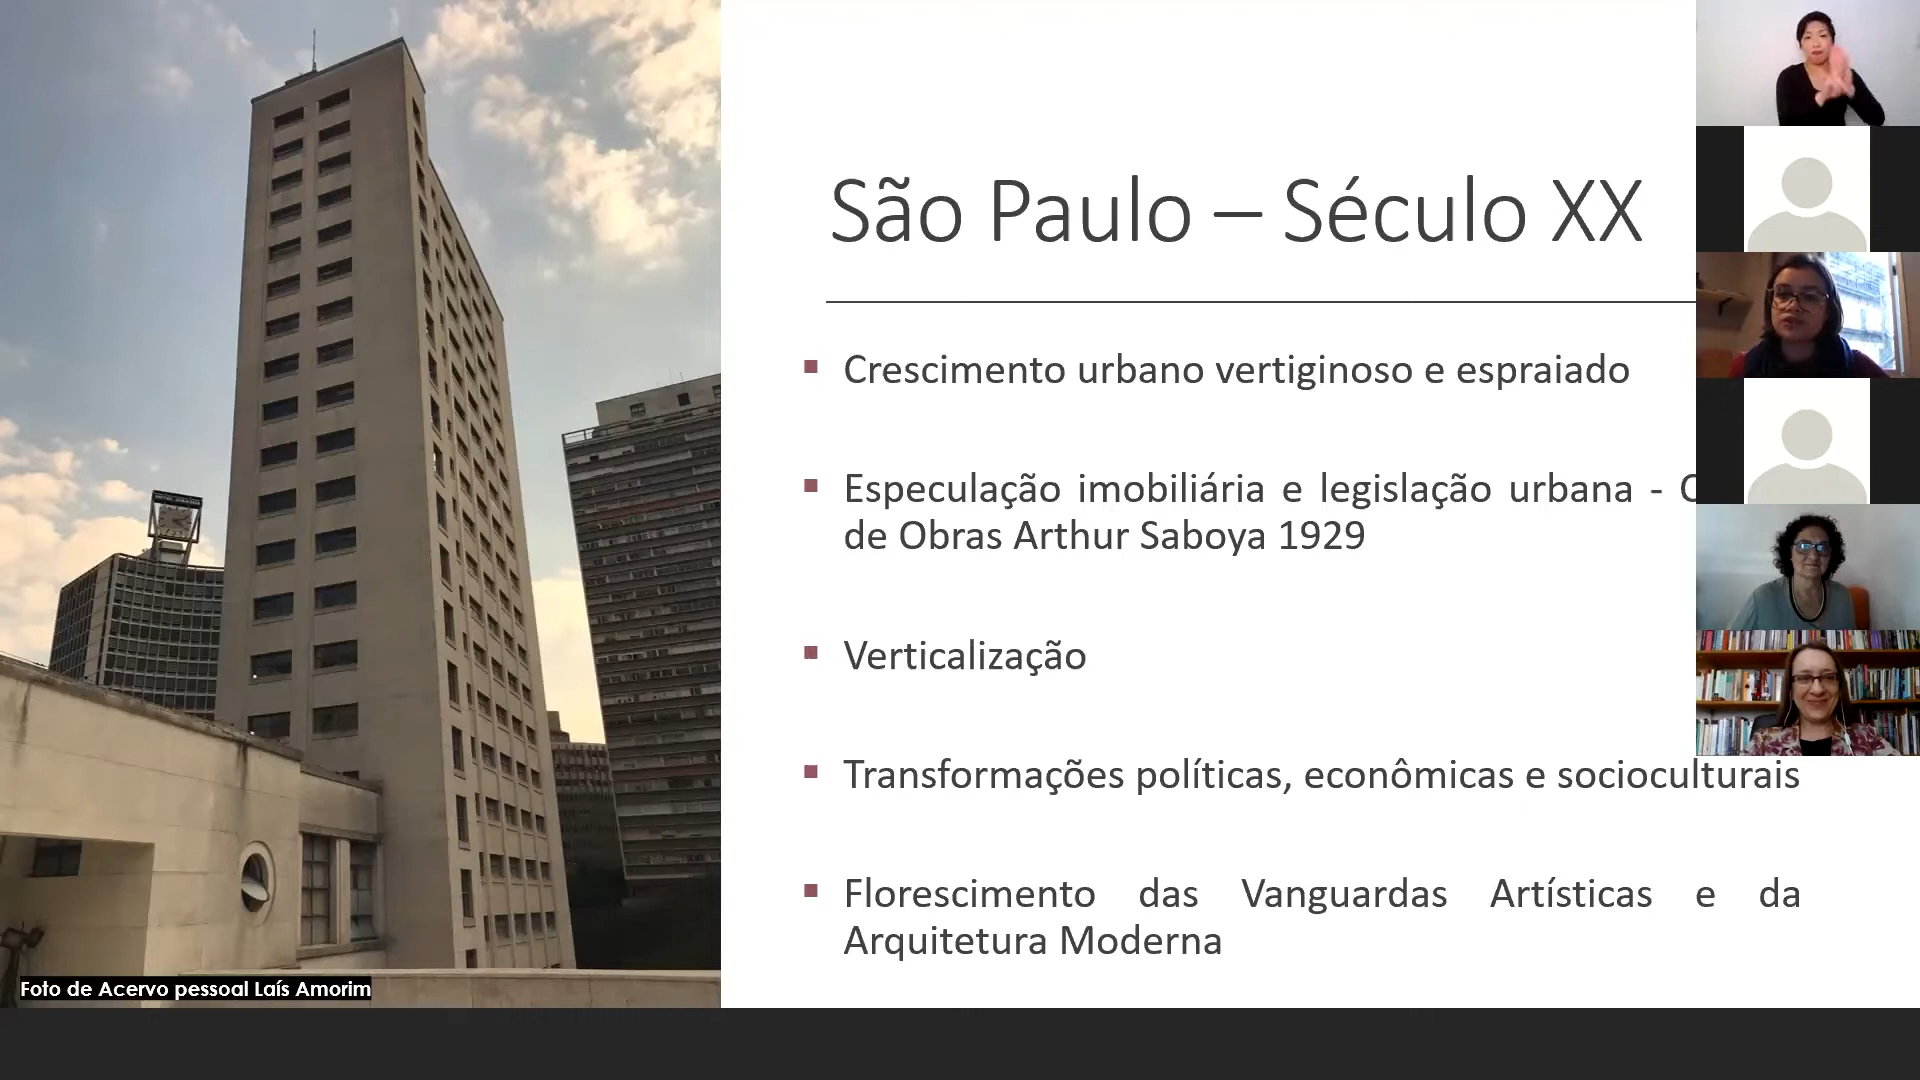 São Paulo – Século XX
Crescimento urbano vertiginoso e espraiado
Especulação imobiliária e legislação urbana -
de Obras Arthur Saboya 1929
Verticalização
Transformações políticas, econômicas e socioculturais
Florescimento das Vanguardas Artísticas e da
Arquitetura Moderna
Foto de Acervo pessoal Laís Amorim